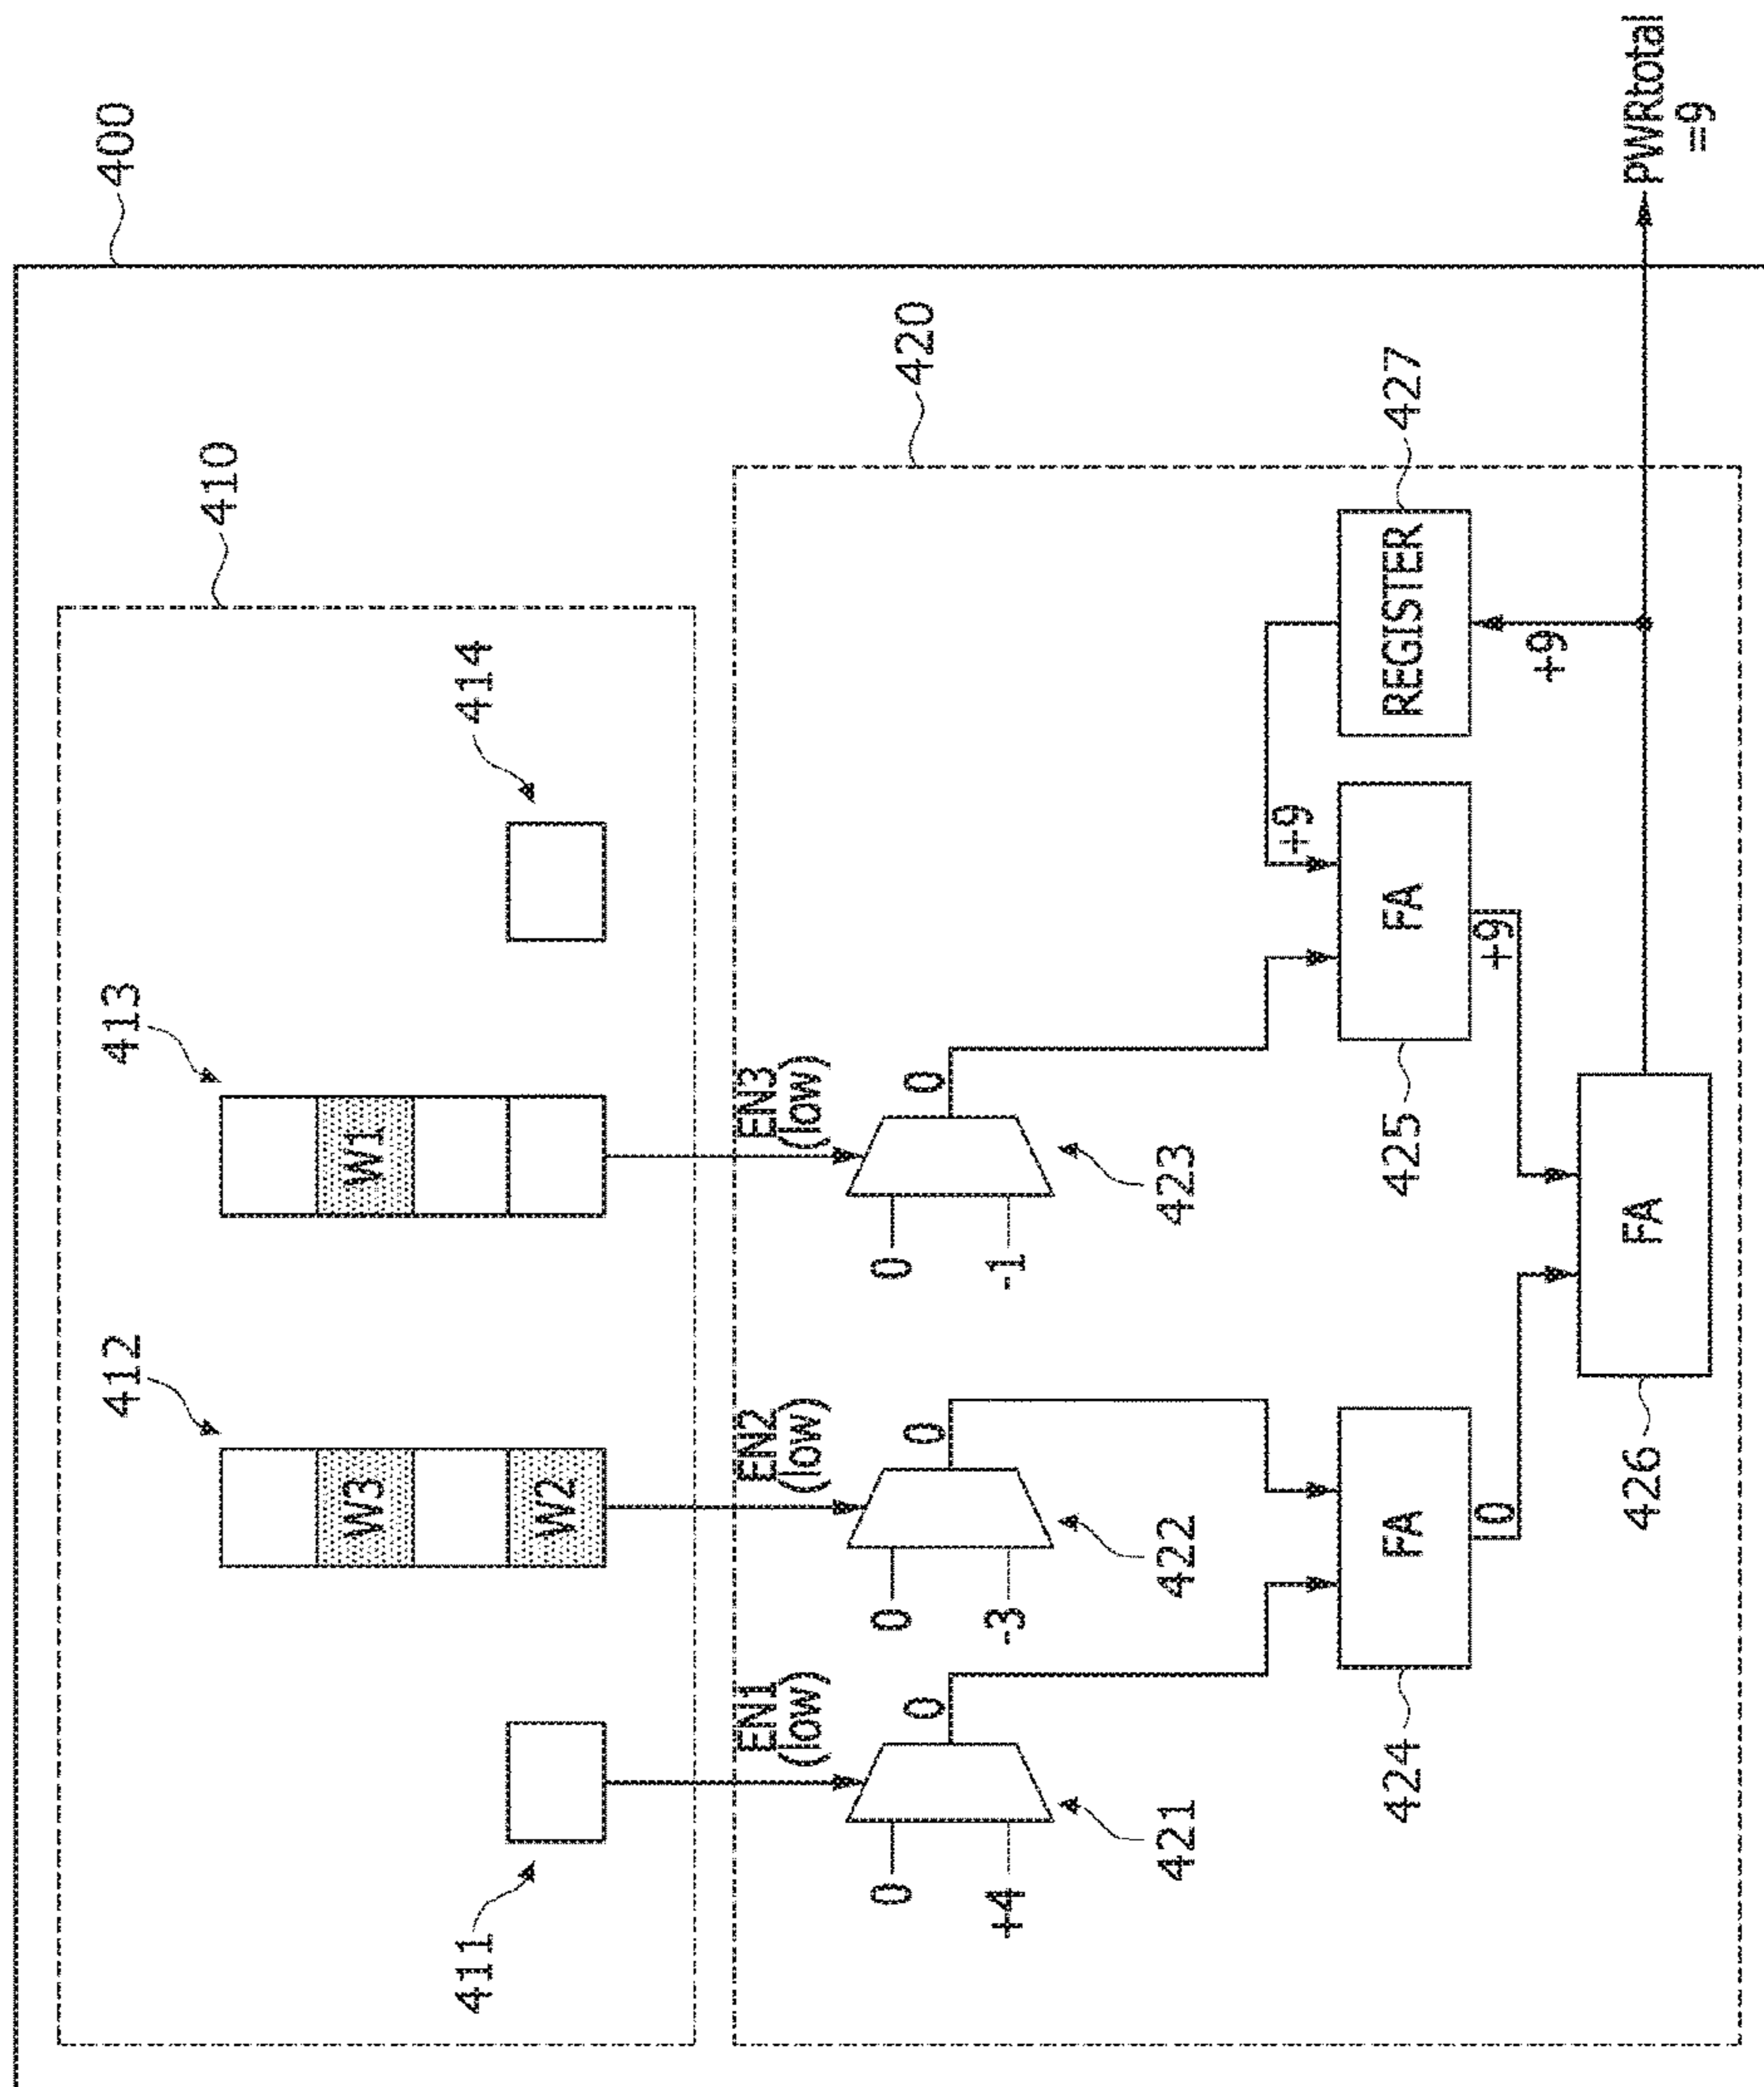 412
413
400
410
W3
W1
411
414
W2
EN1
(low)
EN2
(low)
EN3
(low)
420
0
0
0
0
0
0
+4
-3
-1
421
422
423
+9
FA
FA
REGISTER
424
425
427
0
+9
+9
FA
426
PWRtotal
=9